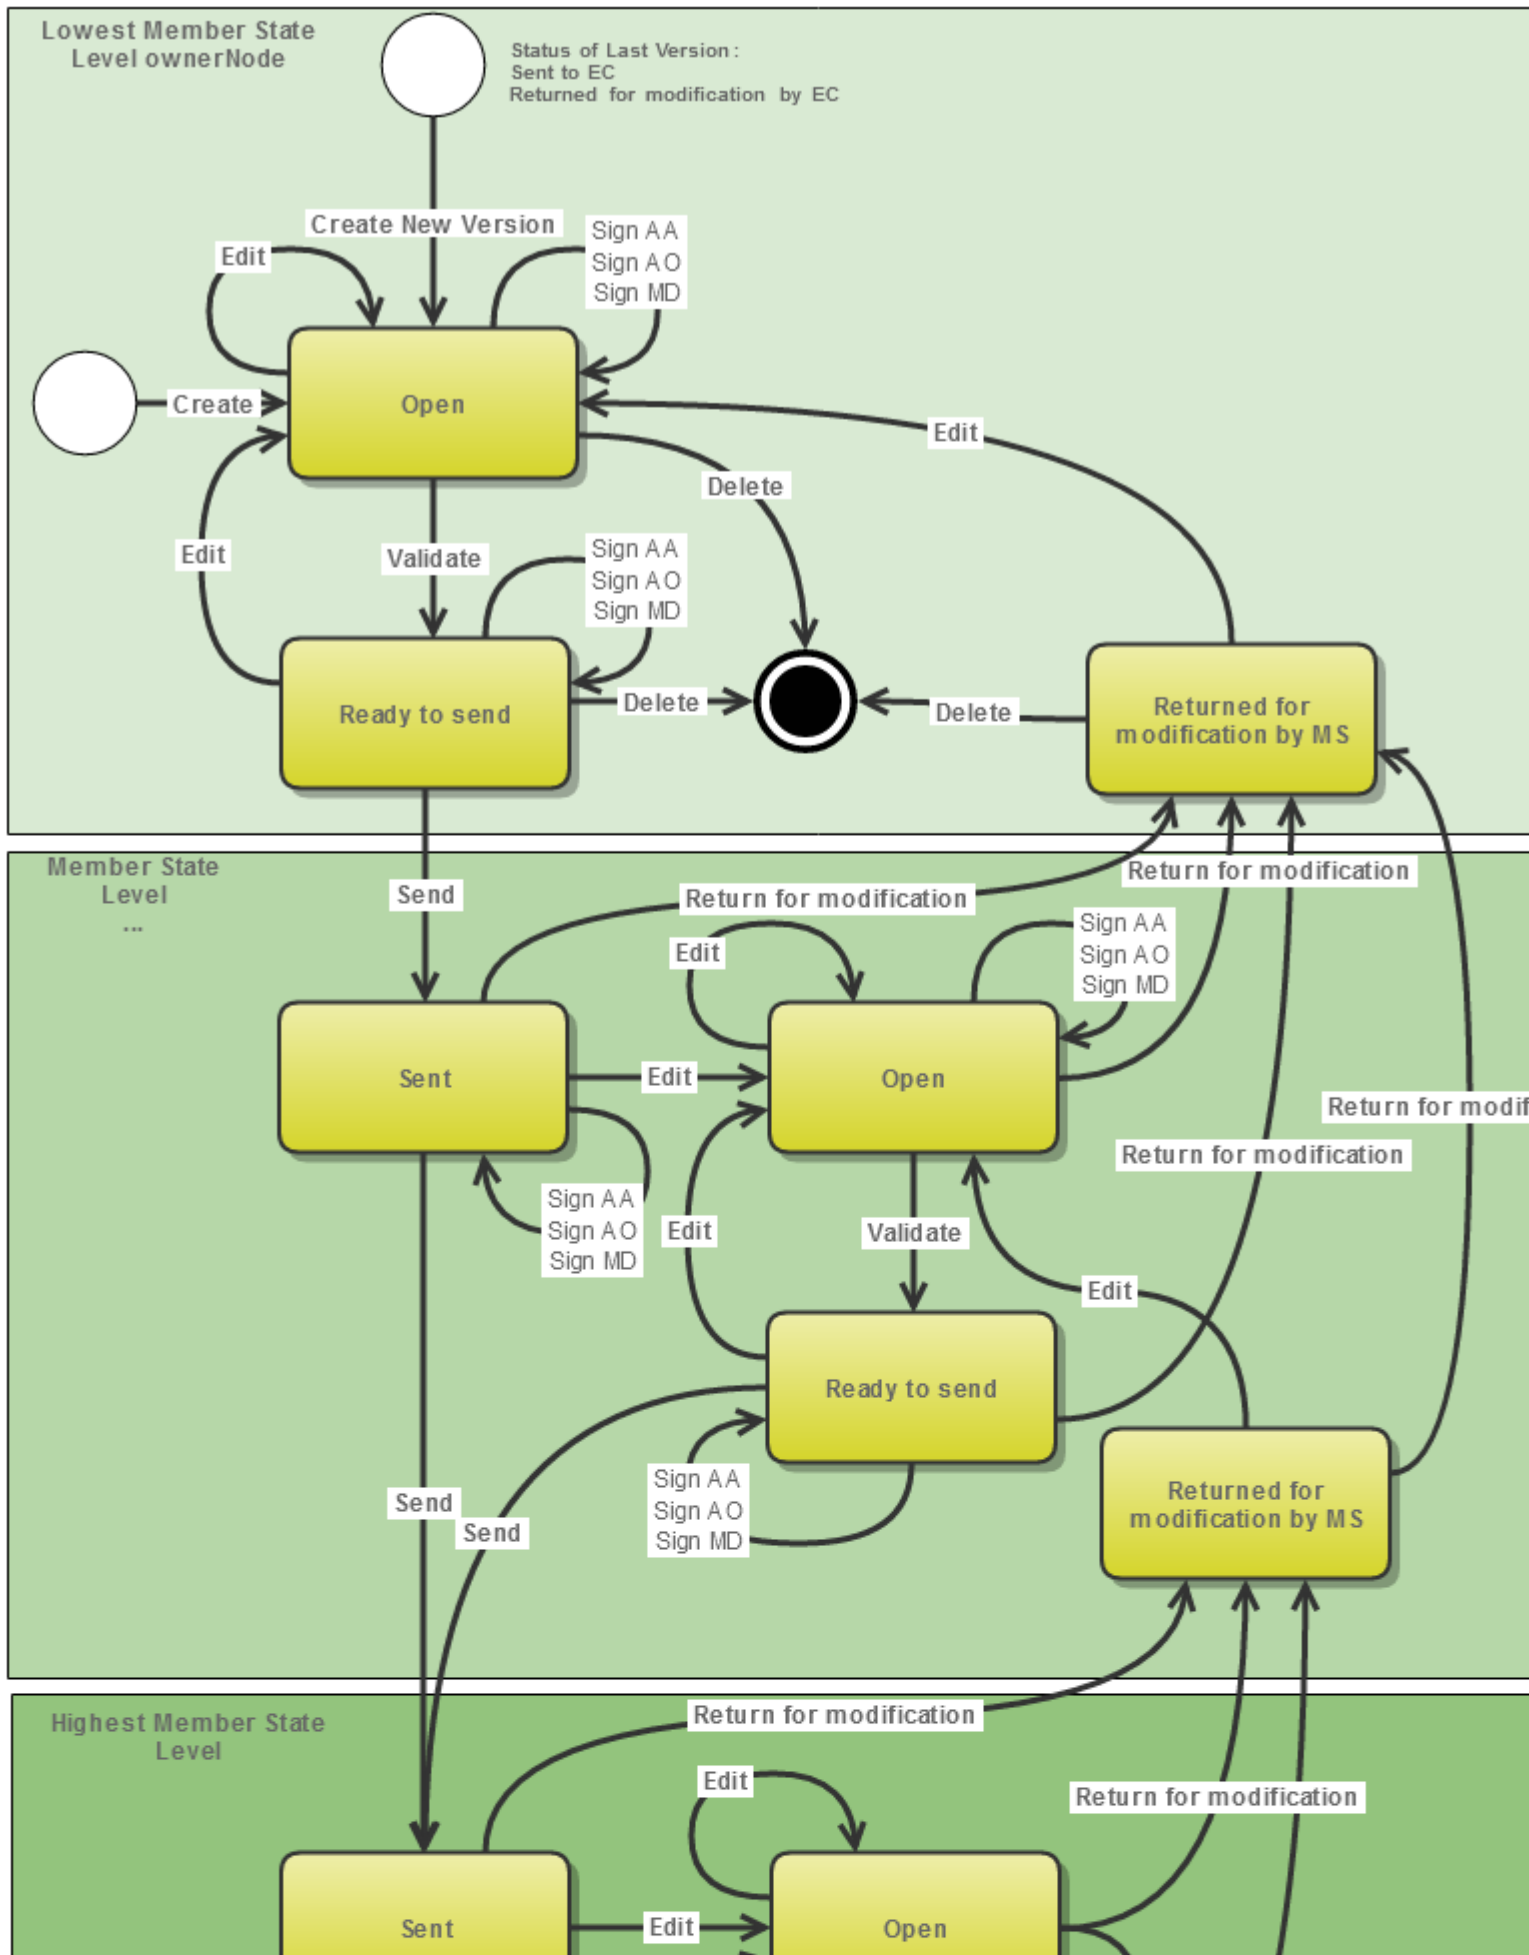 Lowest Member State
Level ownerNode
Status of Last Version :
Sent to EC
Returned for modification by EC
Create New Version
Sign AA
Sign AO
Sign MD
Edit
Create
Open
Edit
Delete
Edit
Validate
Sign AA
Sign AO
Sign MD
Ready to send
Delete
Delete
Returned for
modification by MS
Member State
Level
...
Send
Return for modification
Return for modification
Edit
Sign AA
Sign AO
Sign MD
Sent
Edit
Open
Return for modif
Return for modification
Sign AA
Sign AO
Sign MD
Edit
Validate
Edit
Ready to send
Sign AA
Sign AO
Sign MD
Send
Send
Returned for
modification by MS
Highest Member State
Level
Return for modification
Edit
Return for modification
Sent
Edit
Open